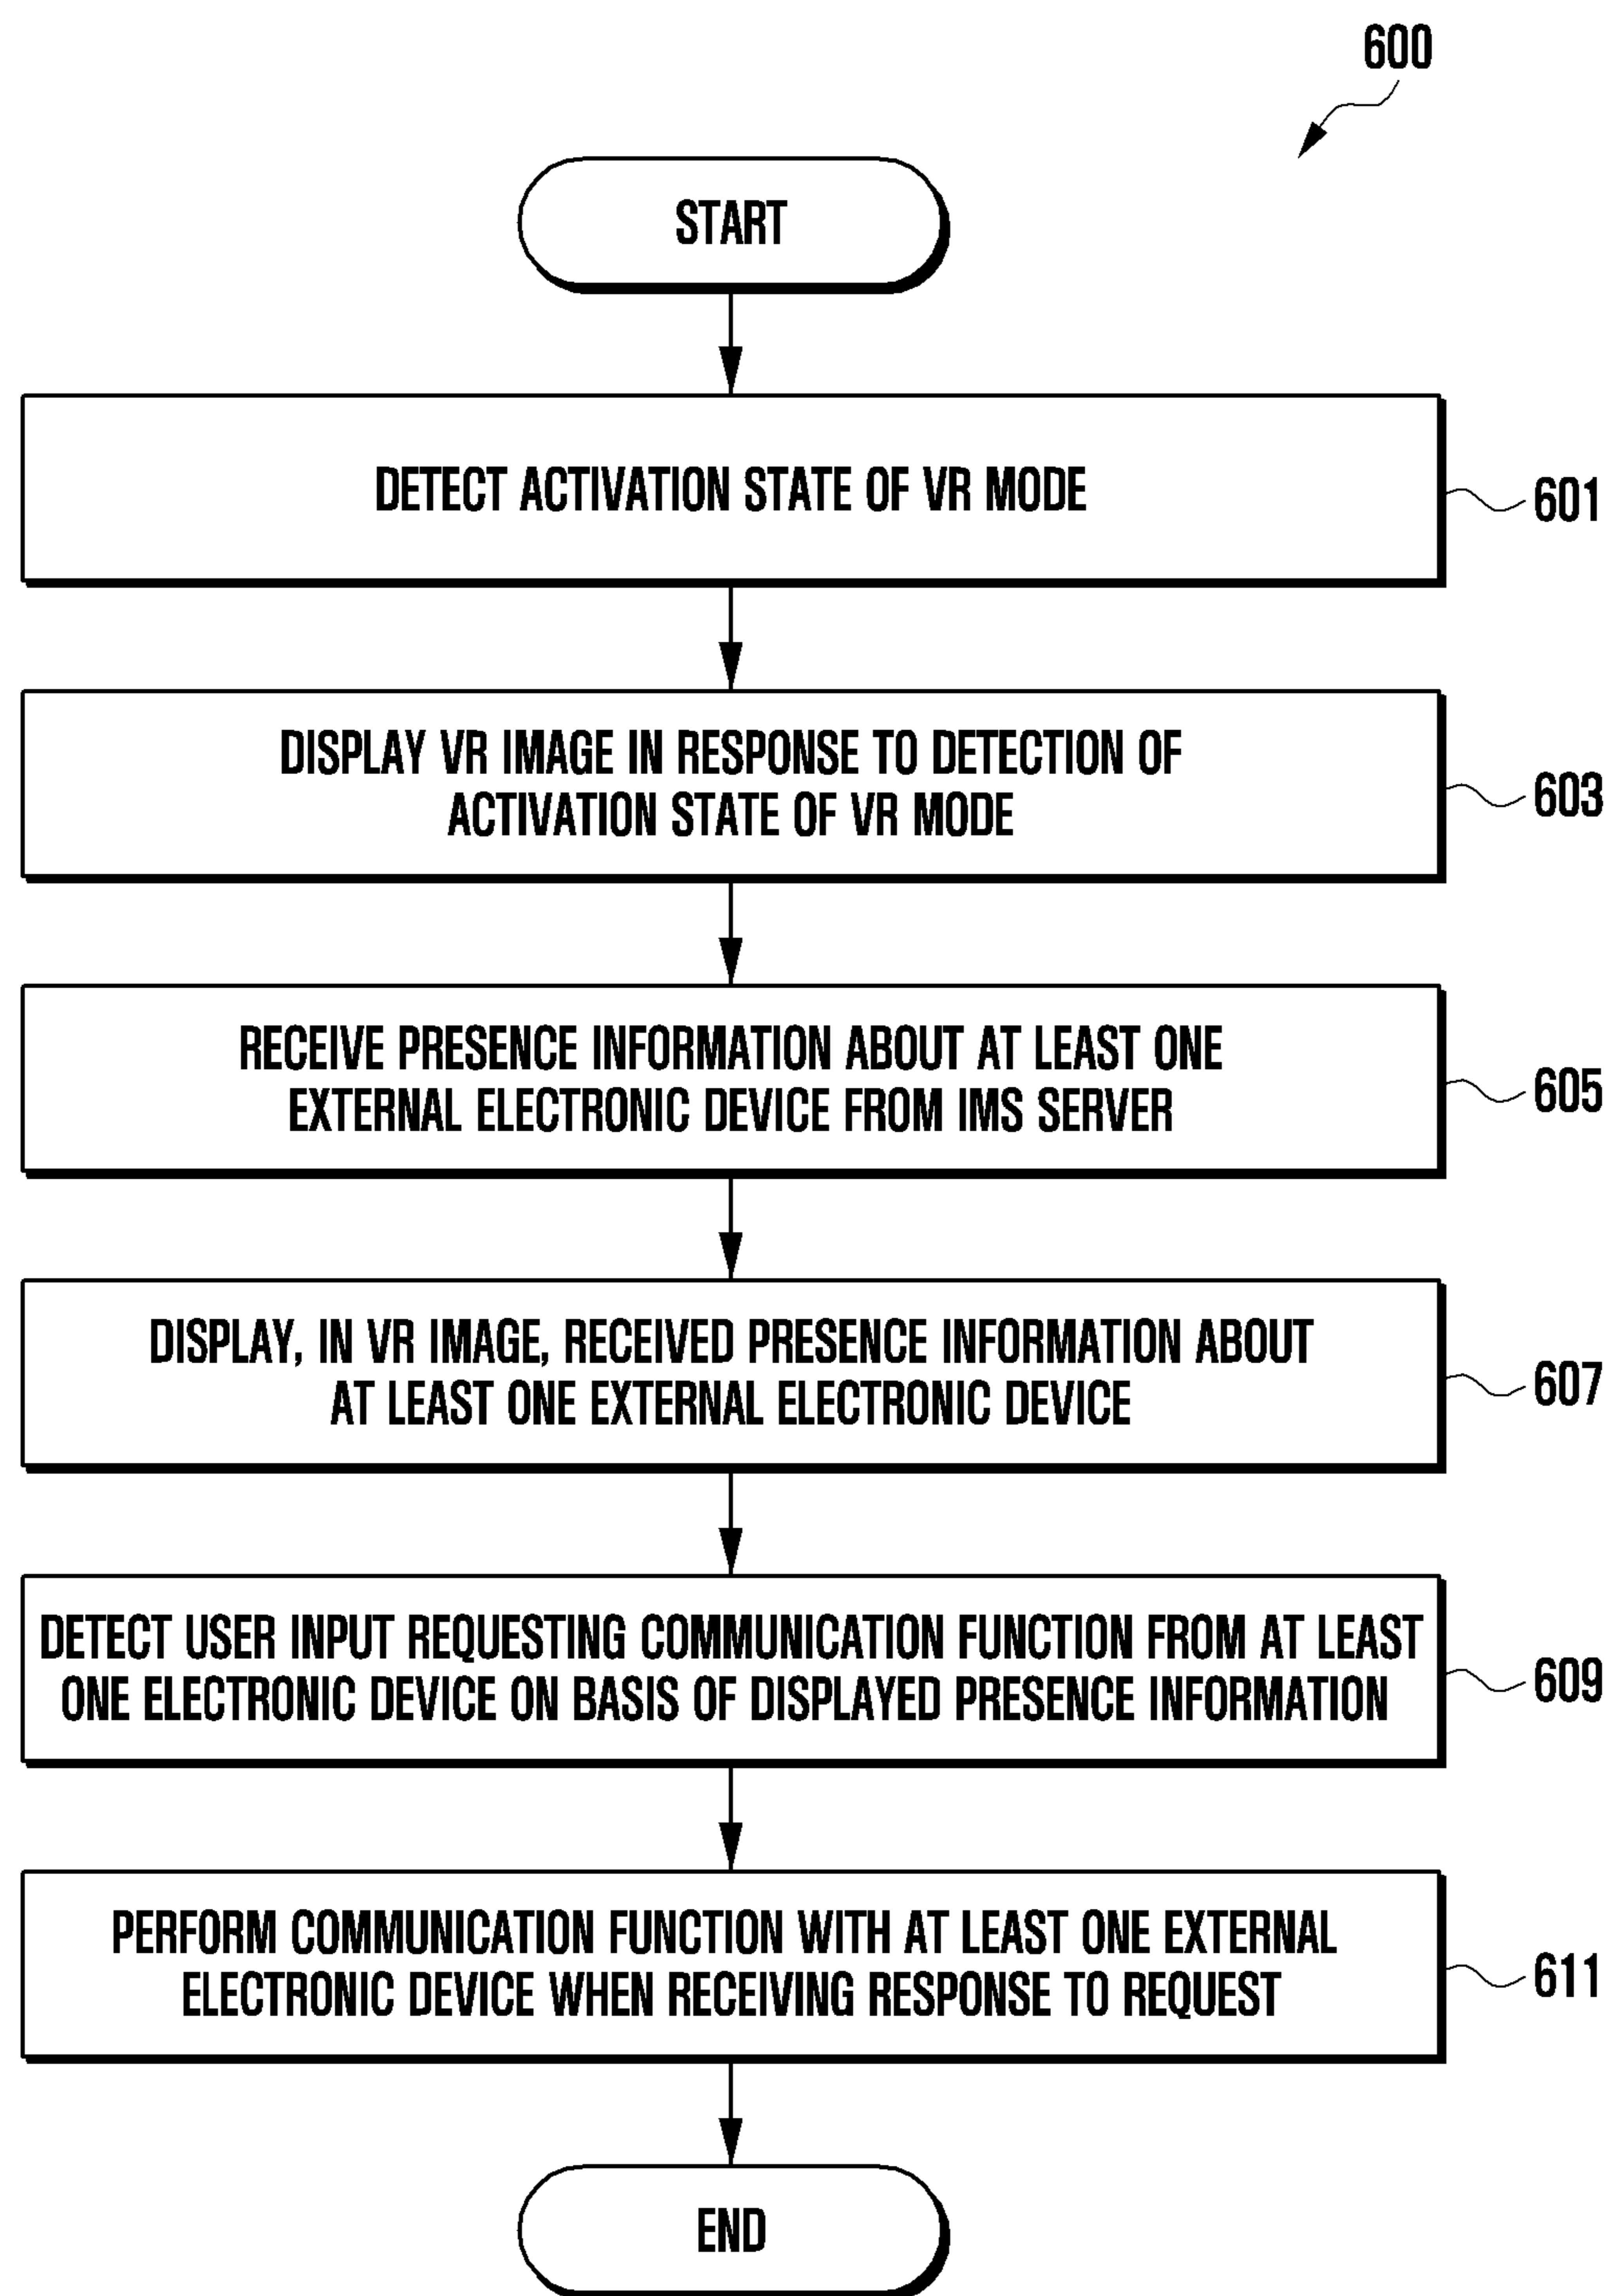 600
START
DETECT ACTIVATION STATE OF VR MODE
601
DISPLAY VR IMAGE IN RESPONSE TO DETECTION OF
ACTIVATION STATE OF VR MODE
603
RECEIVE PRESENCE INFORMATION ABOUT AT LEAST ONE
EXTERNAL ELECTRONIC DEVICE FROM IMS SERVER
605
DISPLAY, IN VR IMAGE, RECEIVED PRESENCE INFORMATION ABOUT
AT LEAST ONE EXTERNAL ELECTRONIC DEVICE
607
DETECT USER INPUT REQUESTING COMMUNICATION FUNCTION FROM AT LEAST
ONE ELECTRONIC DEVICE ON BASIS OF DISPLAYED PRESENCE INFORMATION
609
PERFORM COMMUNICATION FUNCTION WITH AT LEAST ONE EXTERNAL
ELECTRONIC DEVICE WHEN RECEIVING RESPONSE TO REQUEST
611
END